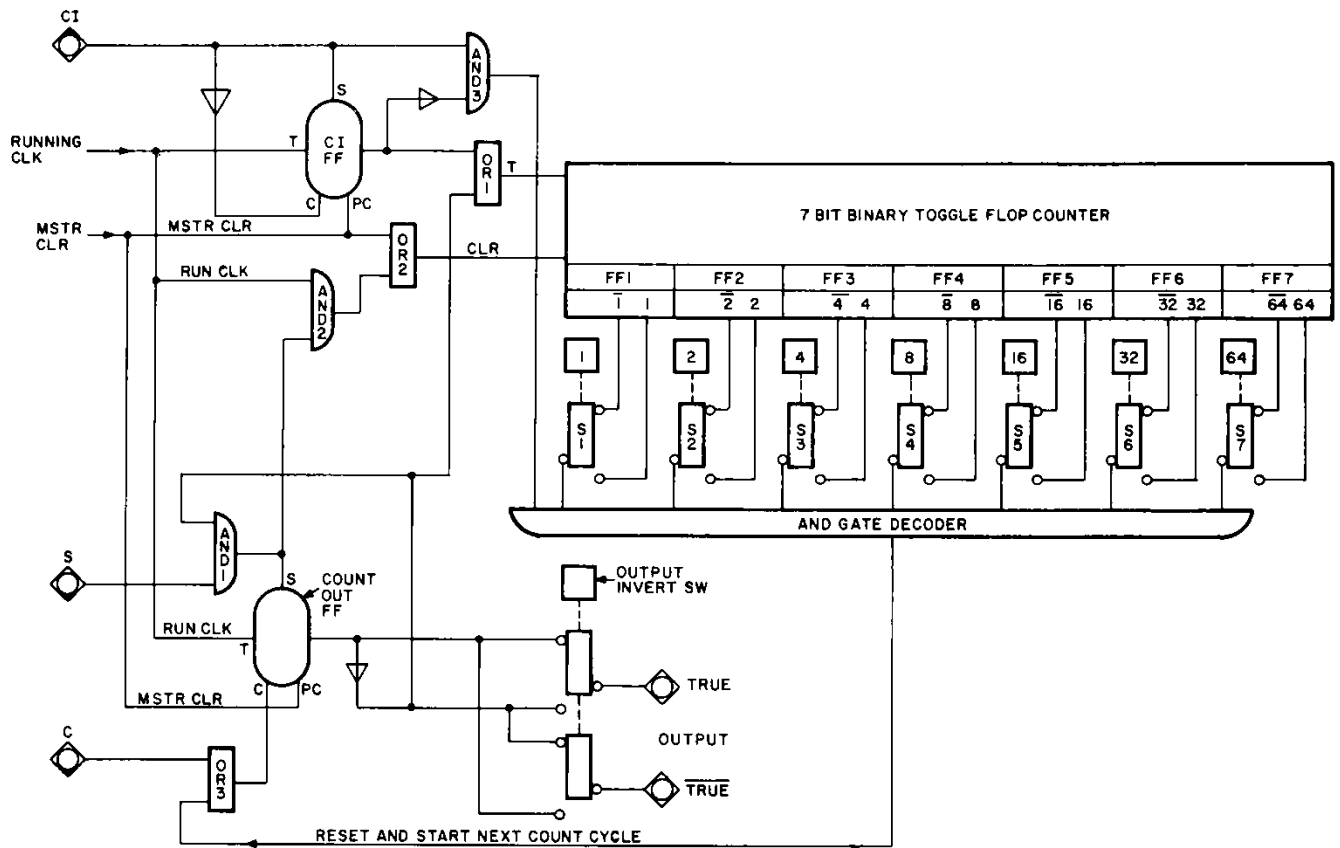 CI
AND3
S
RUNNING
CLK
T
CI
FF
OR1
T
C
PC
MSTR
CLR
MSTR CLR
OR2
CLR
7 BIT BINARY TOGGLE FLOP COUNTER
RUN CLK
AND2
FF1 FF2 FF3 FF4 FF5 FF6 FF7
1̅ 1 2̅ 2 4̅ 4 8̅ 8 1̅6̅ 16 3̅2̅ 32 6̅4̅ 64
1 2 4 8 16 32 64
S1 S2 S3 S4 S5 S6 S7
AND GATE DECODER
AND1
S
S
COUNT
OUT
FF
OUTPUT
INVERT SW
RUN CLK
T
C
PC
MSTR CLR
TRUE
C
OUTPUT
OR3
T̅R̅U̅E̅
RESET AND START NEXT COUNT CYCLE